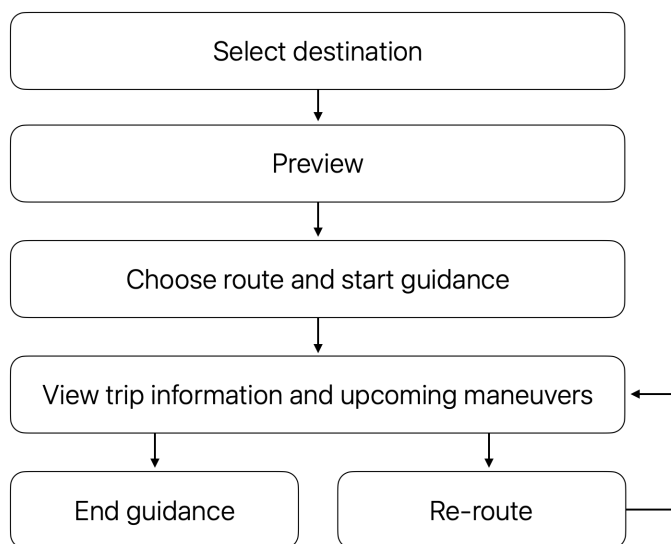 Select destination
Preview
Choose route and start guidance
View trip information and upcoming maneuvers
End guidance
Re-route